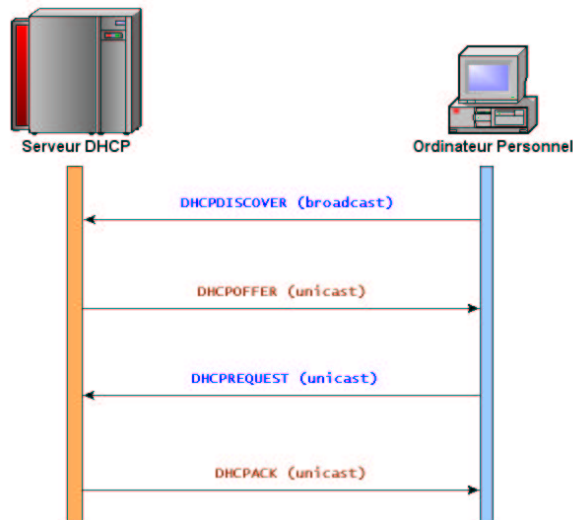 Serveur DHCP
Ordinateur Personnel
DHCPDISCOVER (broadcast)
DHCPOFFER (unicast)
DHCPREQUEST (unicast)
DHCPACK (unicast)